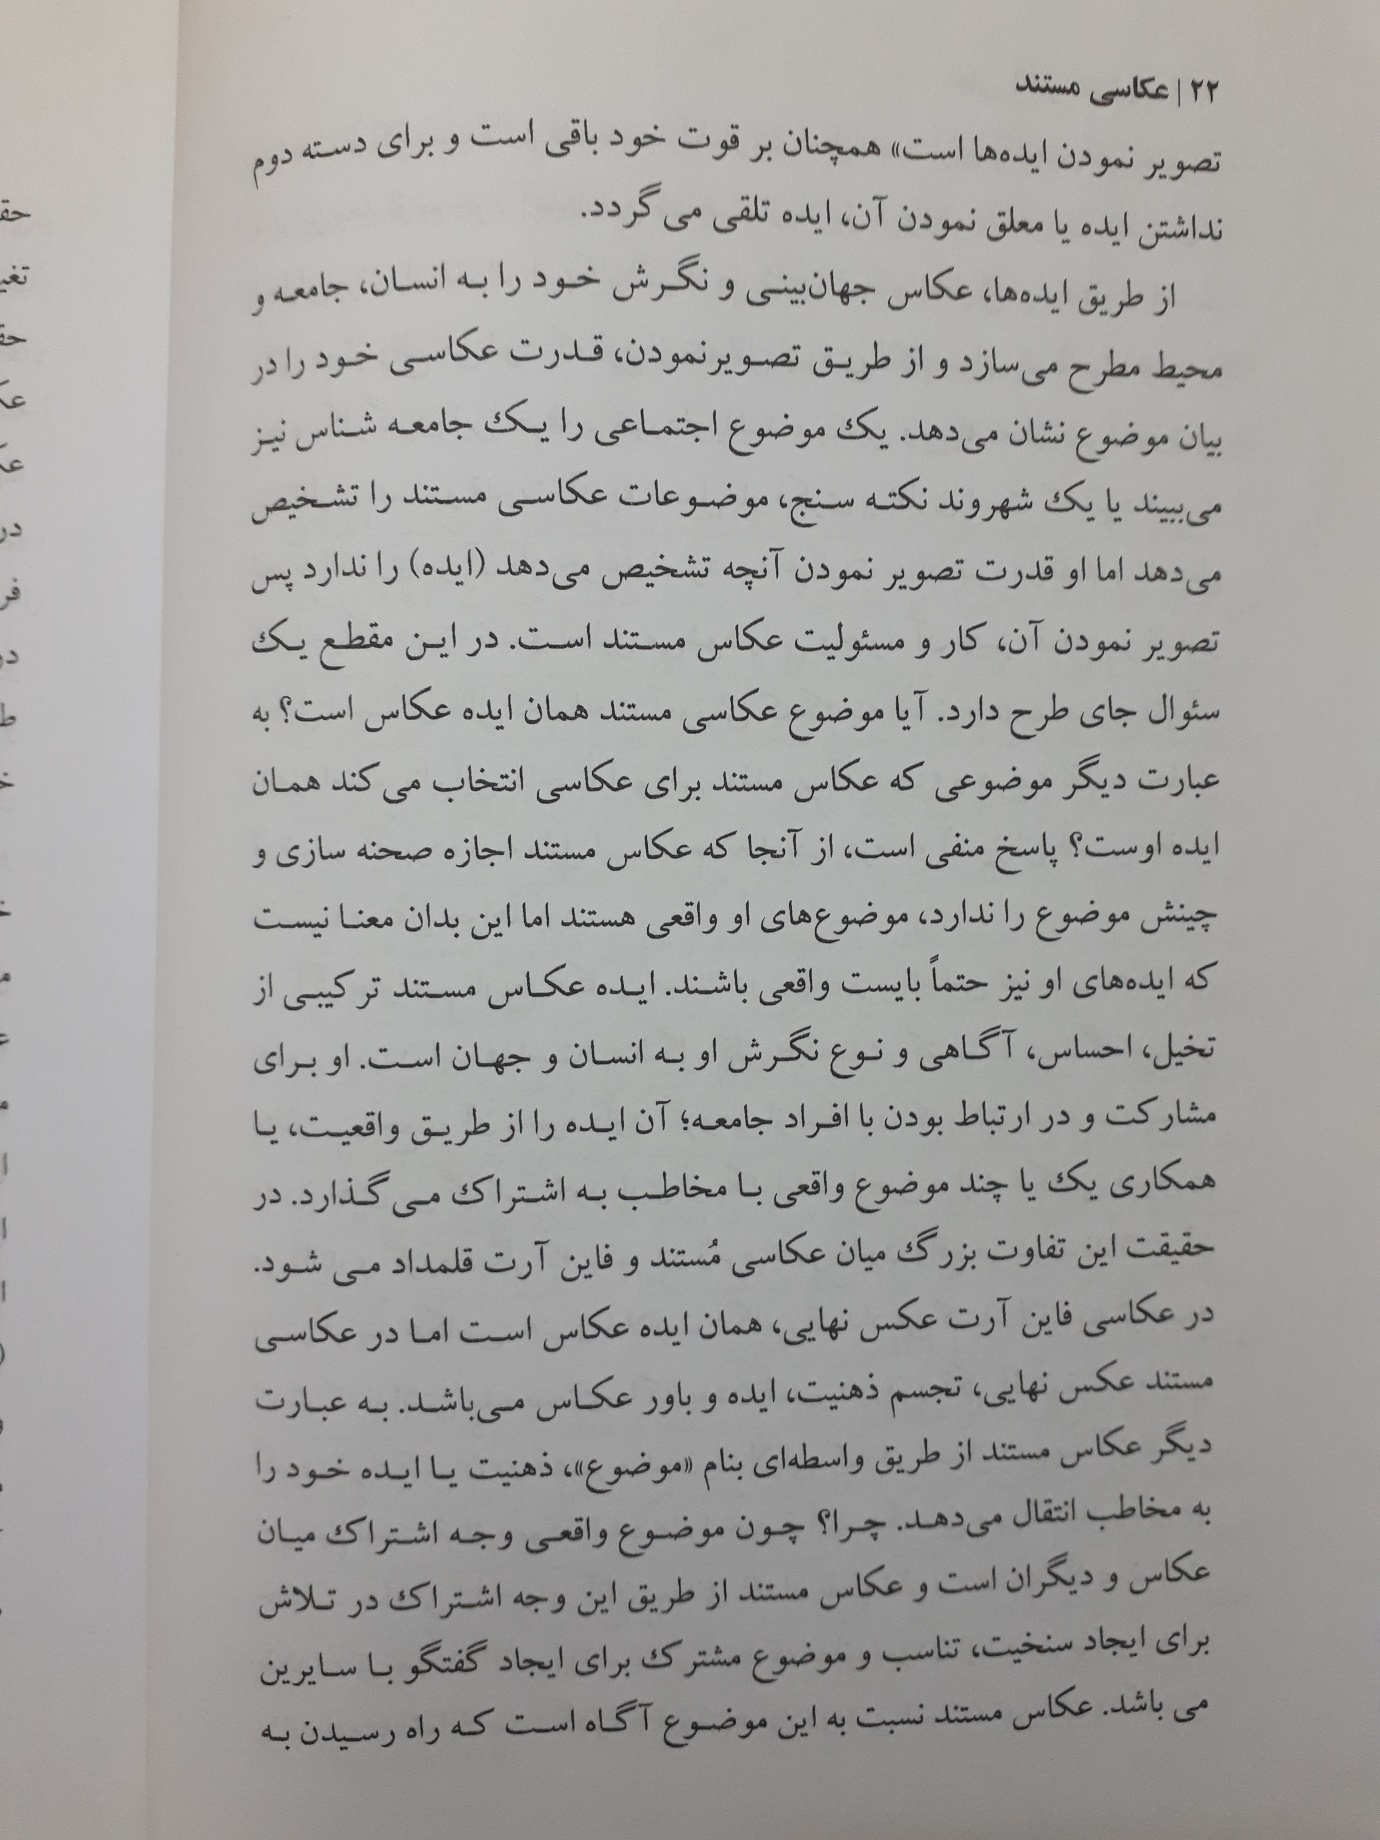 ۲۲ | عکاسی مستند
تصویر نمودن ایده‌ها است» همچنان بر قوت خود باقی است و برای دسته دوم
نداشتن ایده یا معلق نمودن آن، ایده تلقی می‌گردد.
از طریق ایده‌ها، عکاس جهان‌بینی و نگرش خود را به انسان، جامعه و
محیط مطرح می‌سازد و از طریق تصویرنمودن، قدرت عکاسی خود را در
بیان موضوع نشان می‌دهد. یک موضوع اجتماعی را یک جامعه شناس نیز
می‌بیند یا یک شهروند نکته سنج، موضوعات عکاسی مستند را تشخیص
می‌دهد اما او قدرت تصویر نمودن آنچه تشخیص می‌دهد (ایده) را ندارد پس
تصویر نمودن آن، کار و مسئولیت عکاس مستند است. در این مقطع یک
سئوال جای طرح دارد. آیا موضوع عکاسی مستند همان ایده عکاس است؟ به
عبارت دیگر موضوعی که عکاس مستند برای عکاسی انتخاب می‌کند همان
ایده اوست؟ پاسخ منفی است، از آنجا که عکاس مستند اجازه صحنه سازی و
چینش موضوع را ندارد، موضوع‌های او واقعی هستند اما این بدان معنا نیست
که ایده‌های او نیز حتماً بایست واقعی باشند. ایده عکاس مستند ترکیبی از
تخیل، احساس، آگاهی و نوع نگرش او به انسان و جهان است. او برای
مشارکت و در ارتباط بودن با افراد جامعه؛ آن ایده را از طریق واقعیت، یا
همکاری یک یا چند موضوع واقعی با مخاطب به اشتراک می‌گذارد. در
حقیقت این تفاوت بزرگ میان عکاسی مُستند و فاین آرت قلمداد می شود.
در عکاسی فاین آرت عکس نهایی، همان ایده عکاس است اما در عکاسی
مستند عکس نهایی، تجسم ذهنیت، ایده و باور عکاس می‌باشد. به عبارت
دیگر عکاس مستند از طریق واسطه‌ای بنام «موضوع»، ذهنیت یا ایده خود را
به مخاطب انتقال می‌دهد. چرا؟ چون موضوع واقعی وجه اشتراک میان
عکاس و دیگران است و عکاس مستند از طریق این وجه اشتراک در تلاش
برای ایجاد سنخیت، تناسب و موضوع مشترک برای ایجاد گفتگو با سایرین
می باشد. عکاس مستند نسبت به این موضوع آگاه است که راه رسیدن به